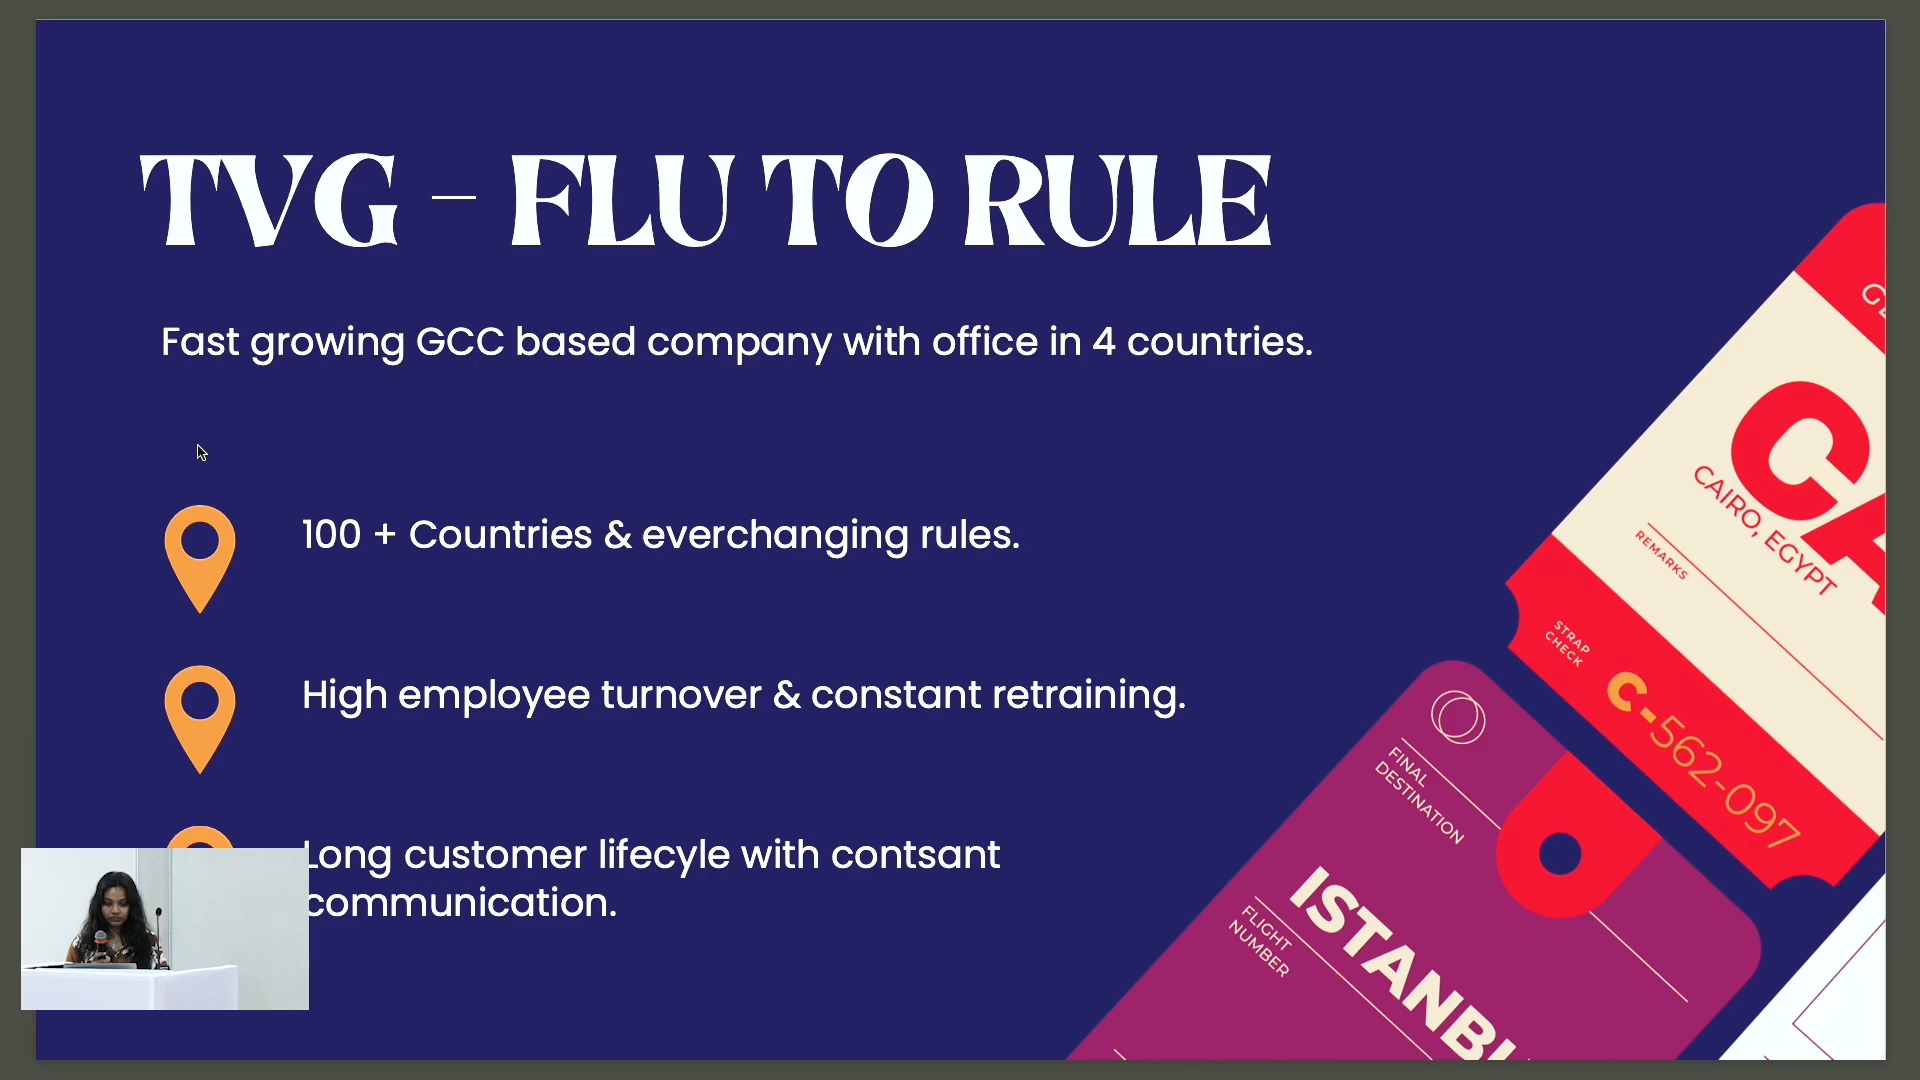 TVG – FLU TO RULE
Fast growing GCC based company with office in 4 countries.
100 + Countries & everchanging rules.
High employee turnover & constant retraining.
Long customer lifecyle with contsant
communication.
CAIRO, EGYPT
REMARKS
STRAP
CHECK
C-562-097
FINAL
DESTINATION
FLIGHT
NUMBER